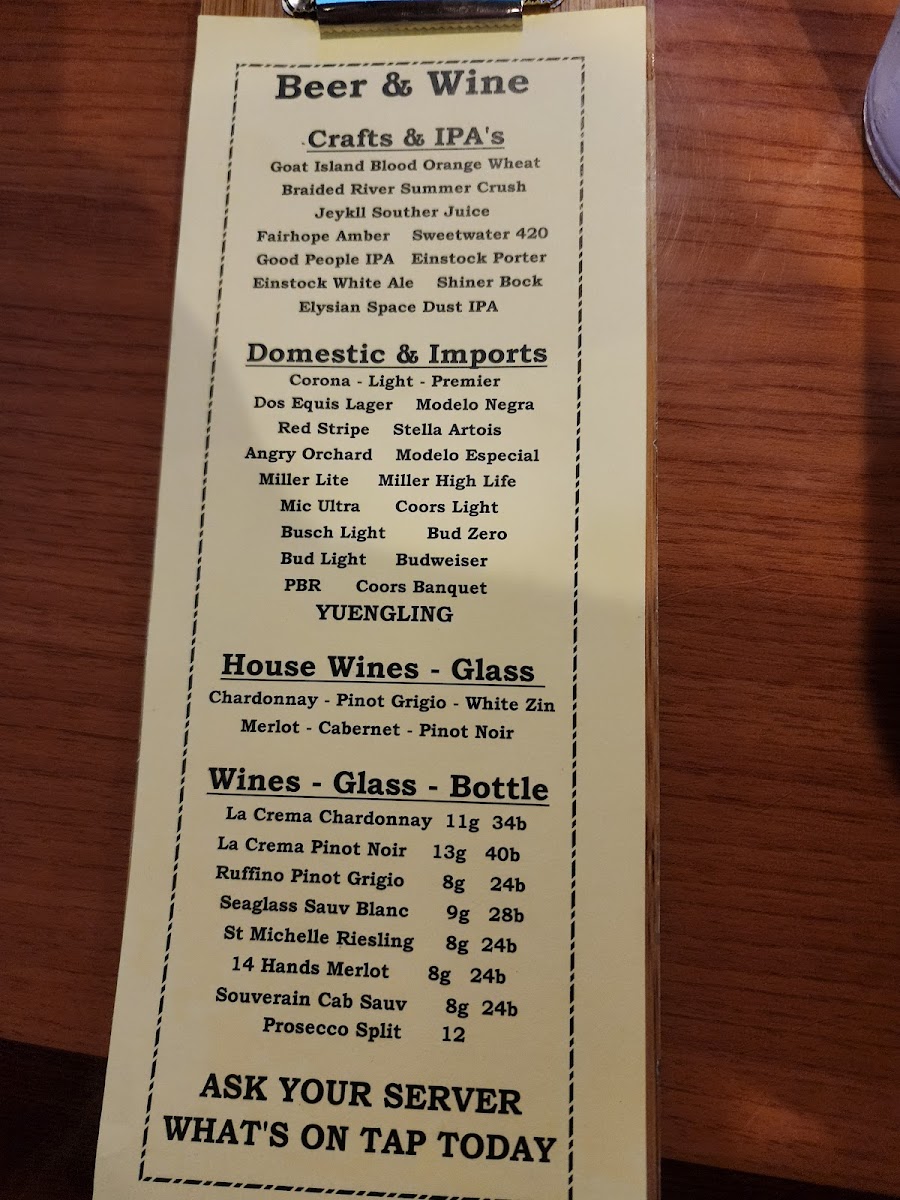 Beer & Wine
Crafts & IPA's
Goat Island Blood Orange Wheat
Braided River Summer Crush
Jeykll Souther Juice
Fairhope Amber Sweetwater 420
Good People IPA Einstock Porter
Einstock White Ale Shiner Bock
Elysian Space Dust IPA
Domestic & Imports
Corona - Light - Premier
Dos Equis Lager Modelo Negra
Red Stripe Stella Artois
Angry Orchard Modelo Especial
Miller Lite Miller High Life
Mic Ultra Coors Light
Busch Light Bud Zero
Bud Light Budweiser
PBR Coors Banquet
YUENGLING
House Wines - Glass
Chardonnay - Pinot Grigio - White Zin
Merlot - Cabernet - Pinot Noir
Wines - Glass - Bottle
La Crema Chardonnay 11g 34b
La Crema Pinot Noir 13g 40b
Ruffino Pinot Grigio 8g 24b
Seaglass Sauv Blanc 9g 28b
St Michelle Riesling 8g 24b
14 Hands Merlot 8g 24b
Souverain Cab Sauv 8g 24b
Prosecco Split 12
ASK YOUR SERVER
WHAT'S ON TAP TODAY